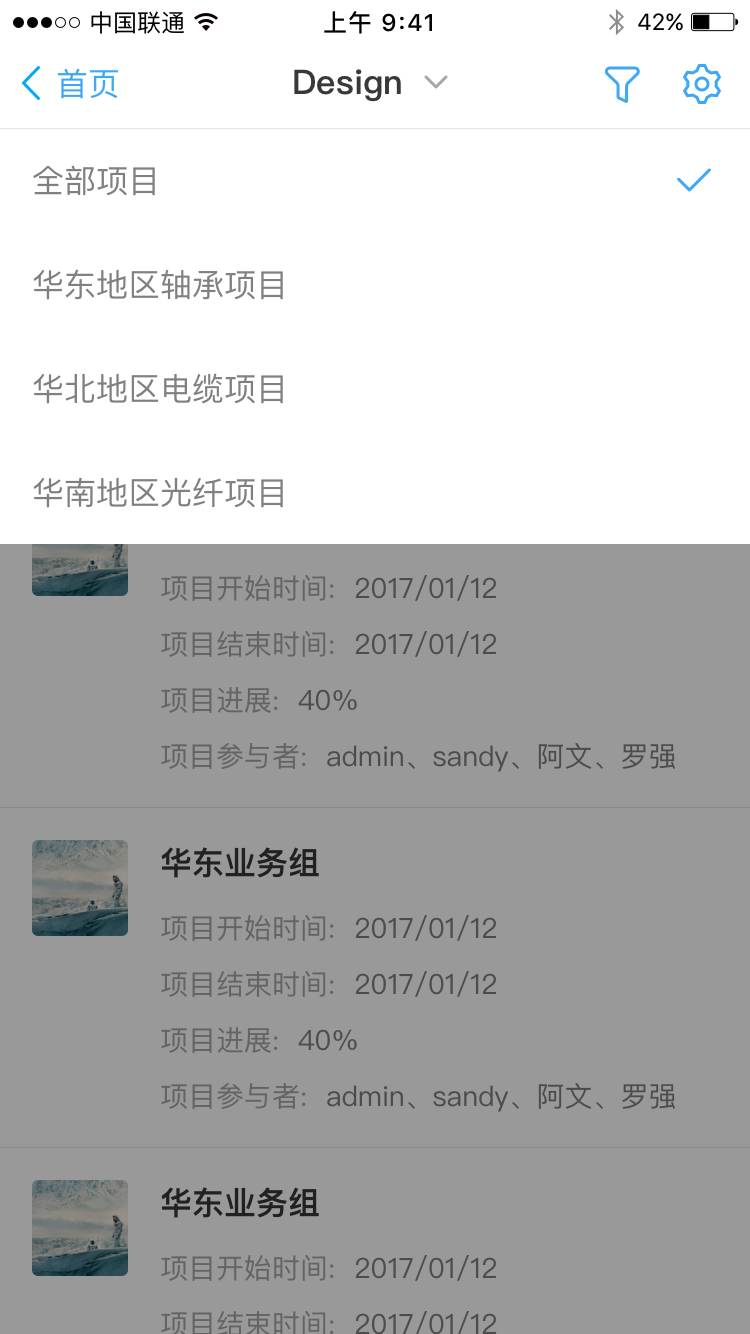 中国联通 上午 9:41 42%
首页 Design
全部项目
华东地区轴承项目
华北地区电缆项目
华南地区光纤项目
项目开始时间: 2017/01/12
项目结束时间: 2017/01/12
项目进展: 40%
项目参与者: admin、sandy、阿文、罗强
华东业务组
项目开始时间: 2017/01/12
项目结束时间: 2017/01/12
项目进展: 40%
项目参与者: admin、sandy、阿文、罗强
华东业务组
项目开始时间: 2017/01/12
项目结束时间: 2017/01/12